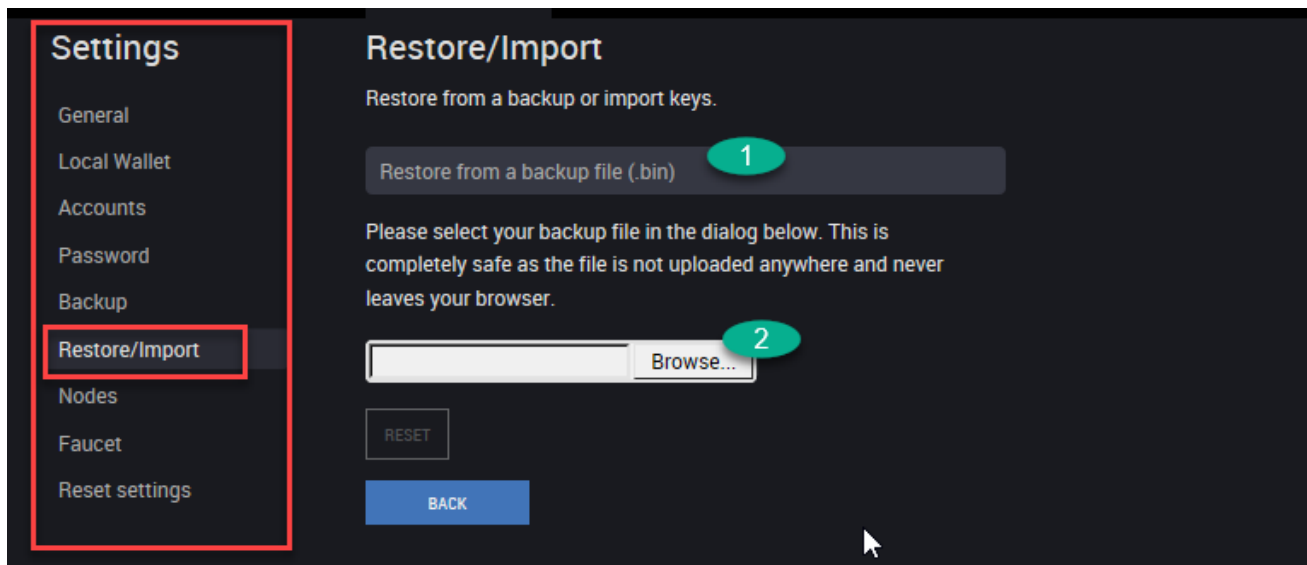 Settings
General
Local Wallet
Accounts
Password
Backup
Restore/Import
Nodes
Faucet
Reset settings
Restore/Import
Restore from a backup or import keys.
Restore from a backup file (.bin)
1
Please select your backup file in the dialog below. This is
completely safe as the file is not uploaded anywhere and never
leaves your browser.
2
Browse...
RESET
BACK